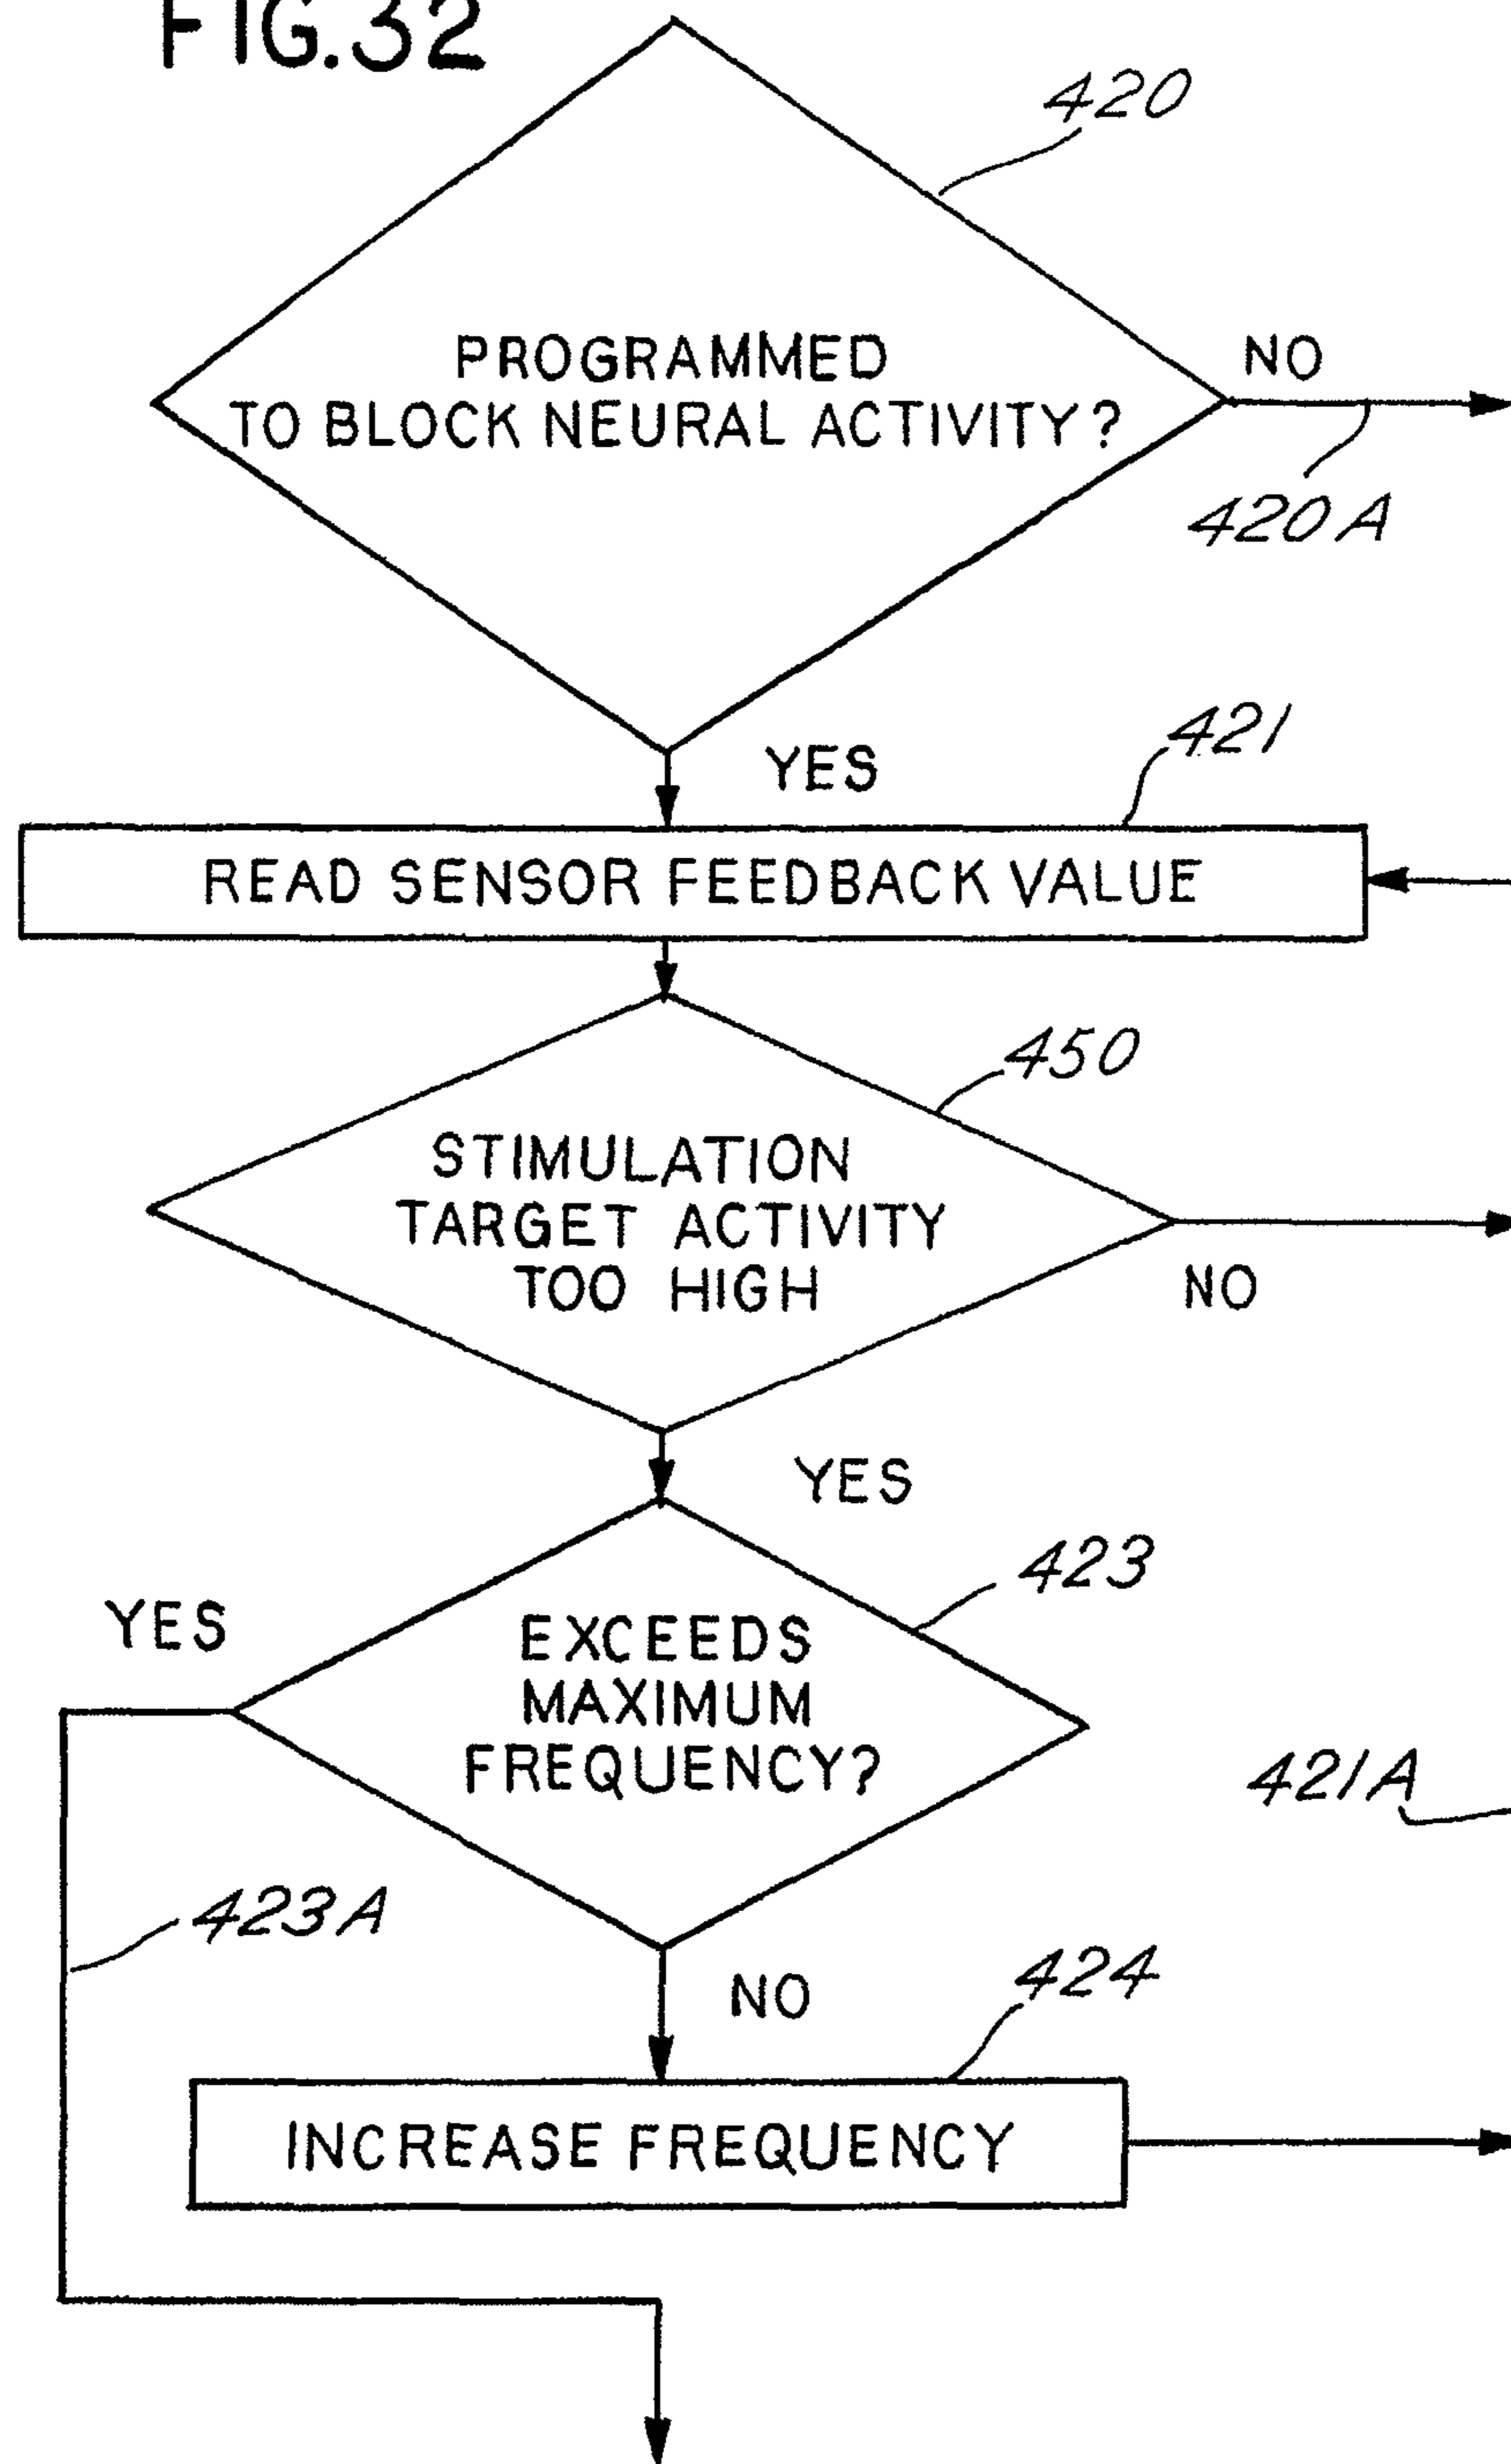 FIG.32
420
PROGRAMMED
TO BLOCK NEURAL ACTIVITY?
NO
420A
YES
421
READ SENSOR FEEDBACK VALUE
450
STIMULATION
TARGET ACTIVITY
TOO HIGH
NO
YES
423
YES
EXCEEDS
MAXIMUM
FREQUENCY?
421A
423A
NO
424
INCREASE FREQUENCY